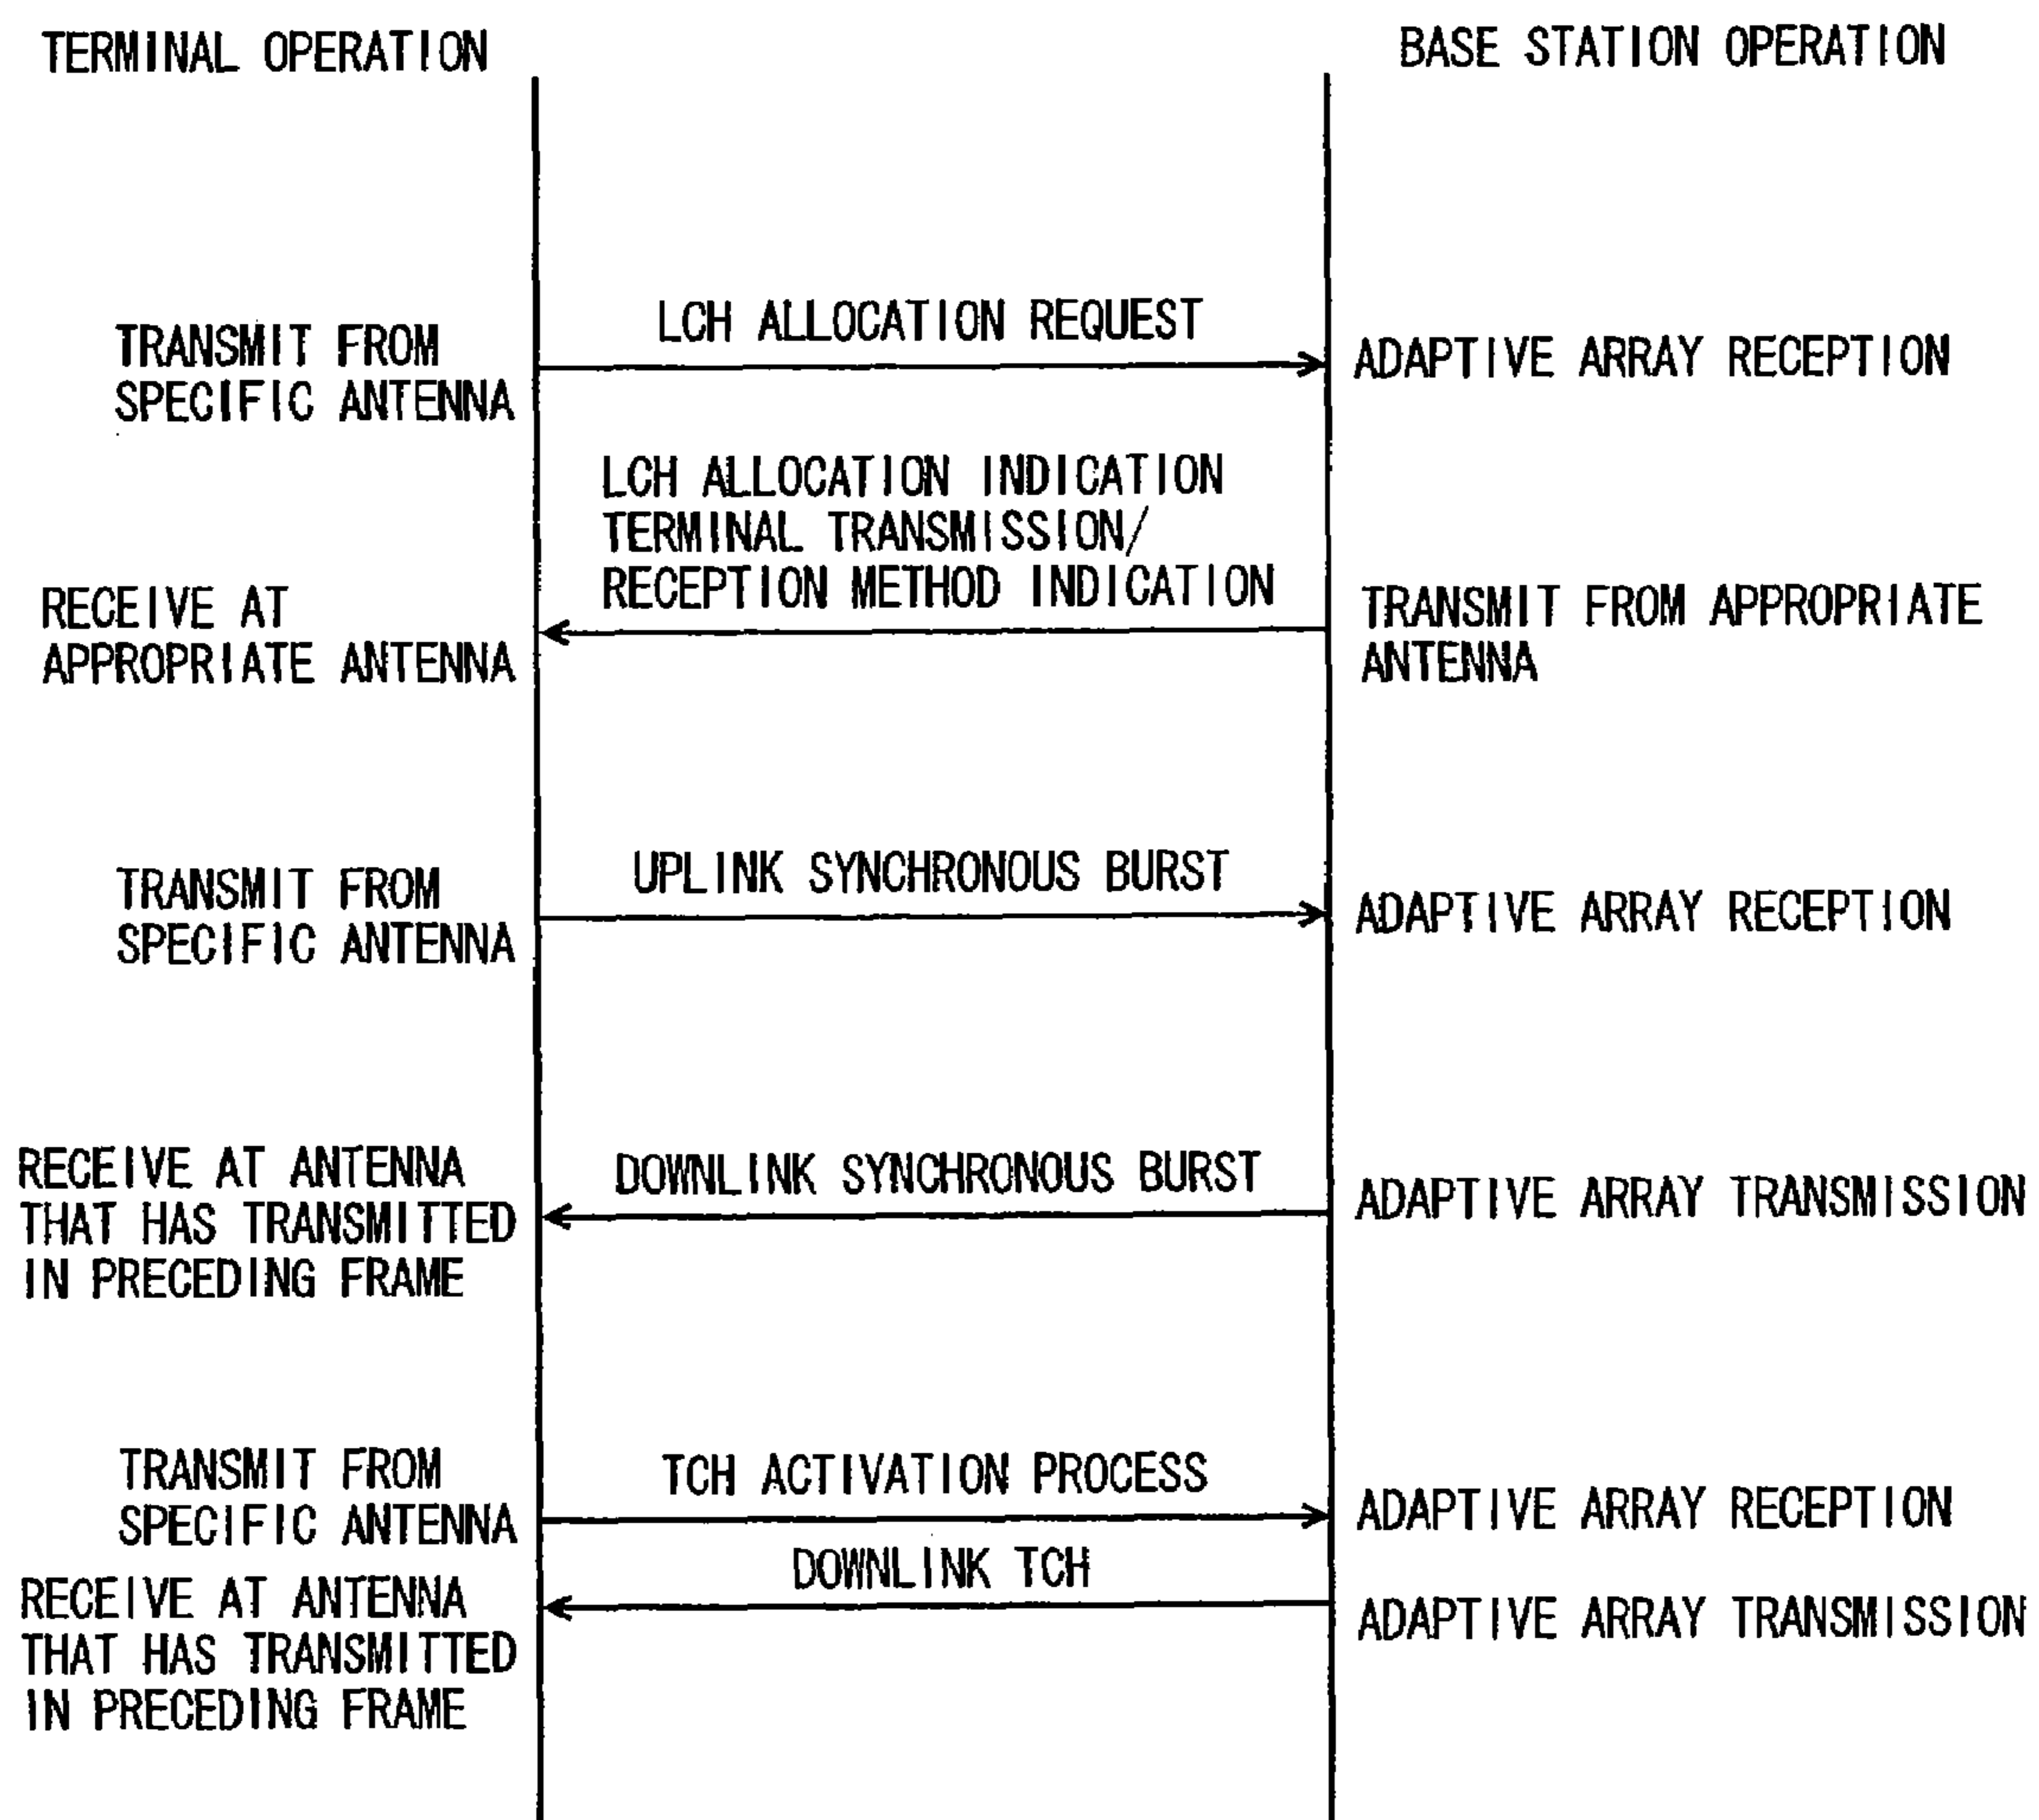 TERMINAL OPERATION
BASE STATION OPERATION
TRANSMIT FROM
SPECIFIC ANTENNA
LCH ALLOCATION REQUEST
ADAPTIVE ARRAY RECEPTION
LCH ALLOCATION INDICATION
TERMINAL TRANSMISSION/
RECEPTION METHOD INDICATION
RECEIVE AT
APPROPRIATE ANTENNA
TRANSMIT FROM APPROPRIATE
ANTENNA
TRANSMIT FROM
SPECIFIC ANTENNA
UPLINK SYNCHRONOUS BURST
ADAPTIVE ARRAY RECEPTION
RECEIVE AT ANTENNA
THAT HAS TRANSMITTED
IN PRECEDING FRAME
DOWNLINK SYNCHRONOUS BURST
ADAPTIVE ARRAY TRANSMISSION
TRANSMIT FROM
SPECIFIC ANTENNA
TCH ACTIVATION PROCESS
ADAPTIVE ARRAY RECEPTION
DOWNLINK TCH
RECEIVE AT ANTENNA
THAT HAS TRANSMITTED
IN PRECEDING FRAME
ADAPTIVE ARRAY TRANSMISSION